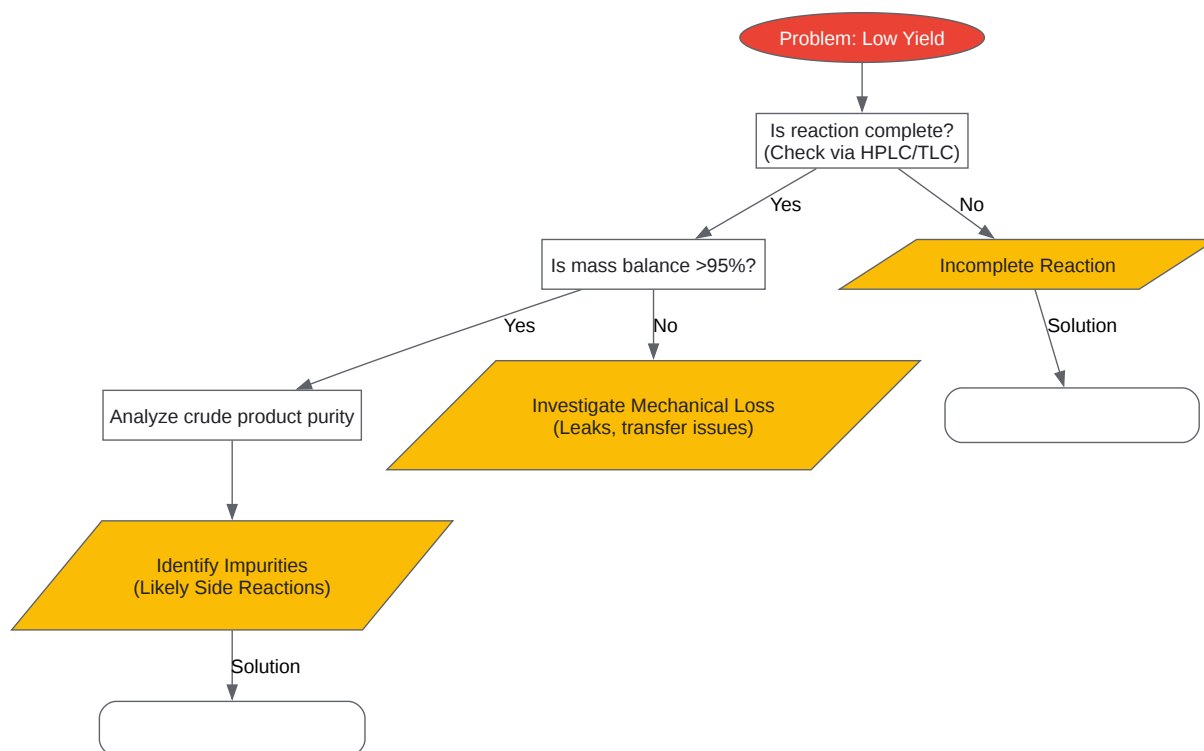 Problem: Low Yield
Is reaction complete?
(Check via HPLC/TLC)
Yes
No
Is mass balance >95%?
Incomplete Reaction
Yes
No
Solution
Analyze crude product purity
Investigate Mechanical Loss
(Leaks, transfer issues)
Identify Impurities
(Likely Side Reactions)
Solution